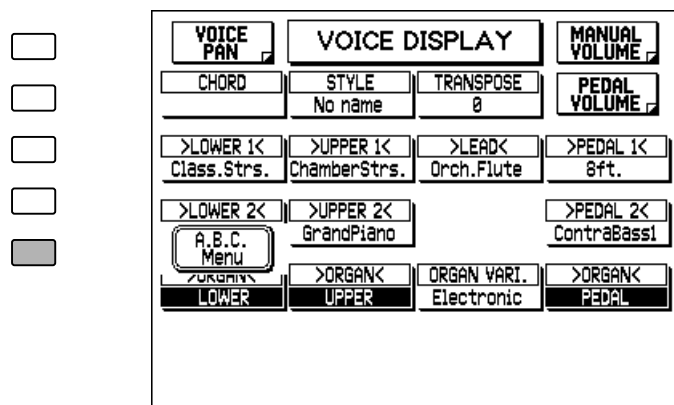 VOICE
PAN
VOICE DISPLAY
MANUAL
VOLUME
CHORD
STYLE
TRANSPOSE
PEDAL
VOLUME
No name
0
>LOWER 1<
>UPPER 1<
>LEAD<
>PEDAL 1<
Class.Strs.
ChamberStrs.
Orch.Flute
8ft.
>LOWER 2<
>UPPER 2<
>PEDAL 2<
A.B.C.
Menu
GrandPiano
ContraBass1
>ORGAN<
>ORGAN<
ORGAN VARI.
>ORGAN<
LOWER
UPPER
Electronic
PEDAL